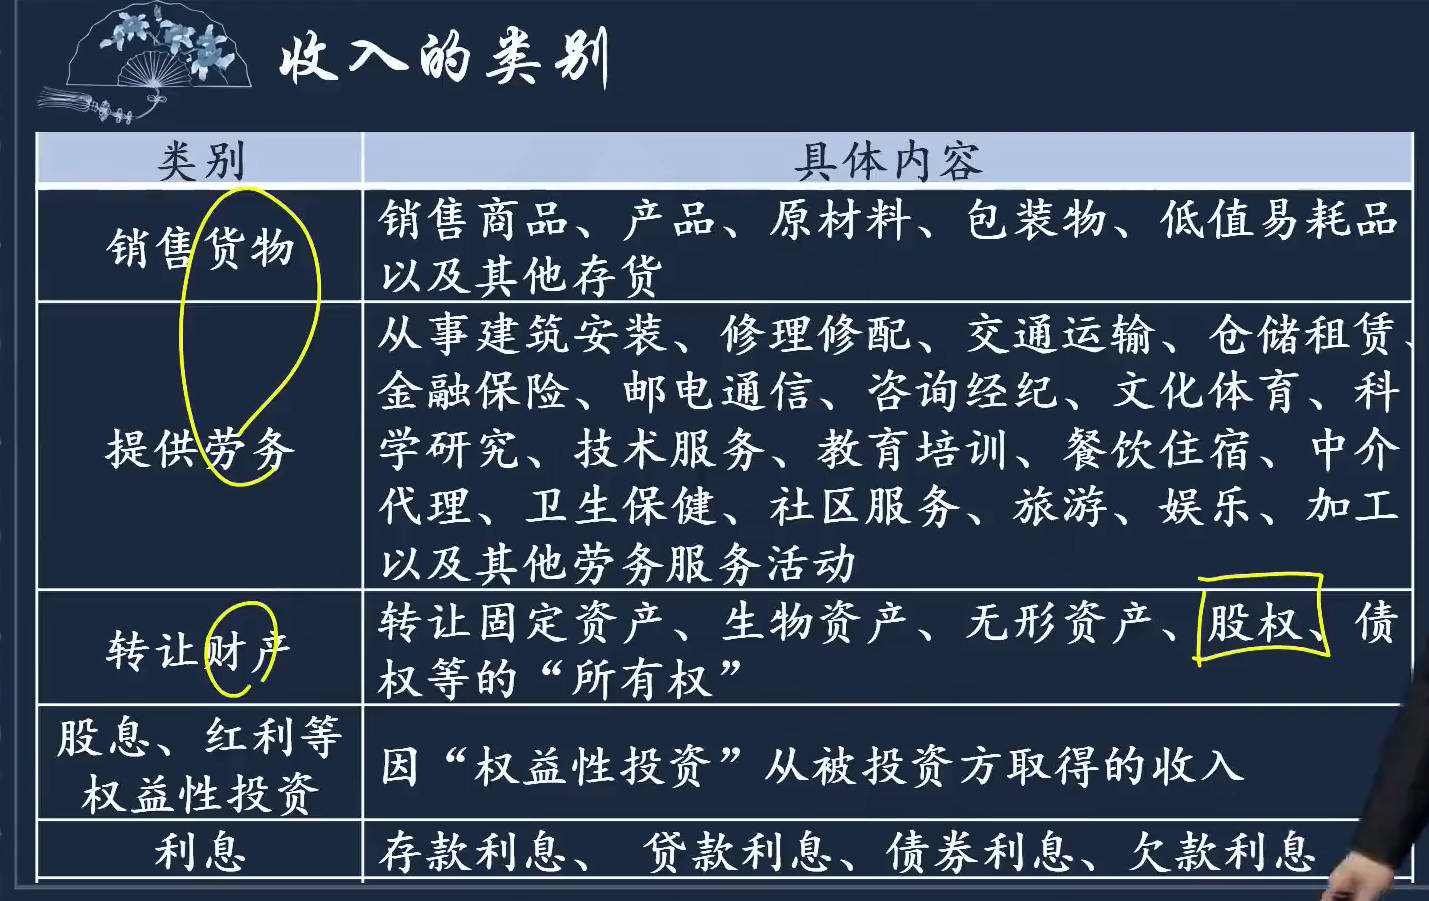 收入的类别
类别
具体内容
销售货物
销售商品、产品、原材料、包装物、低值易耗品
以及其他存货
提供劳务
从事建筑安装、修理修配、交通运输、仓储租赁、
金融保险、邮电通信、咨询经纪、文化体育、科
学研究、技术服务、教育培训、餐饮住宿、中介
代理、卫生保健、社区服务、旅游、娱乐、加工
以及其他劳务服务活动
转让财产
转让固定资产、生物资产、无形资产、股权、债
权等的“所有权”
股息、红利等
权益性投资
因“权益性投资”从被投资方取得的收入
利息
存款利息、贷款利息、债券利息、欠款利息